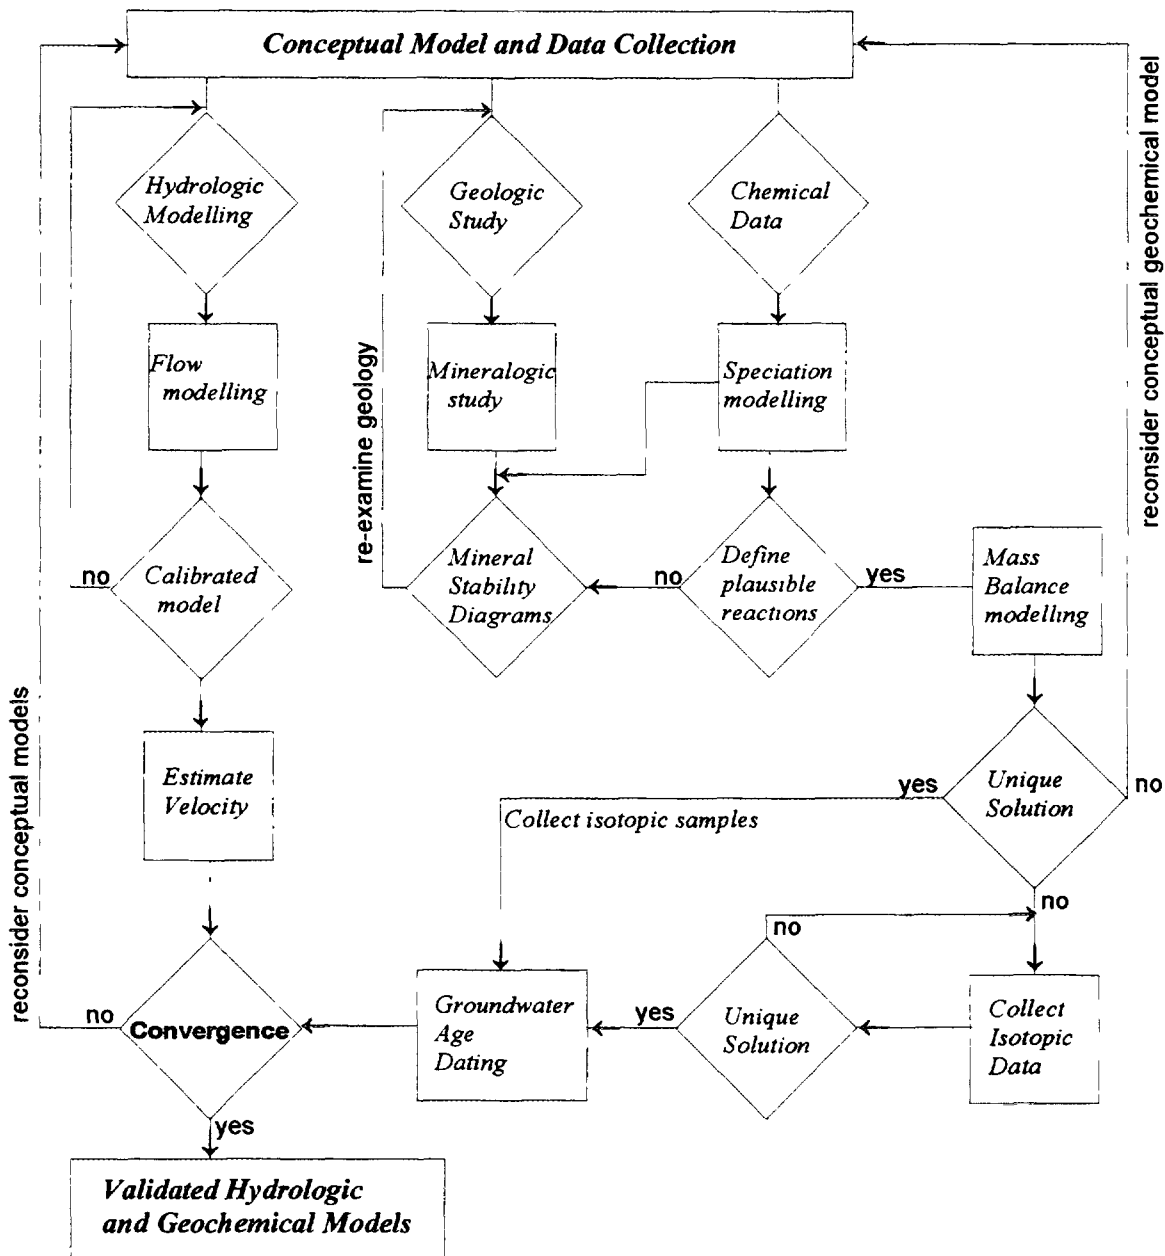 Conceptual Model and Data Collection
Hydrologic
Modelling
Geologic
Study
Chemical
Data
reconsider conceptual geochemical model
Flow
modelling
Mineralogic
study
Speciation
modelling
re-examine geology
no
Calibrated
model
Mineral
Stability
Diagrams
no
Define
plausible
reactions
yes
Mass
Balance
modelling
reconsider conceptual models
Estimate
Velocity
yes
Unique
Solution
no
Collect isotopic samples
no
no
no
Convergence
Groundwater
Age
Dating
yes
Unique
Solution
Collect
Isotopic
Data
yes
Validated Hydrologic
and Geochemical Models